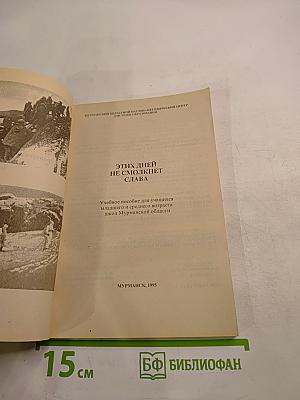 ЭТИХ ДНЕЙ
НЕ СМОЛКНЕТ
СЛАВА
Учебное пособие для учащихся
младшего и среднего возраста
школ Мурманской области
МУРМАНСК, 1995
15 см
БФ БИБЛИОФАН